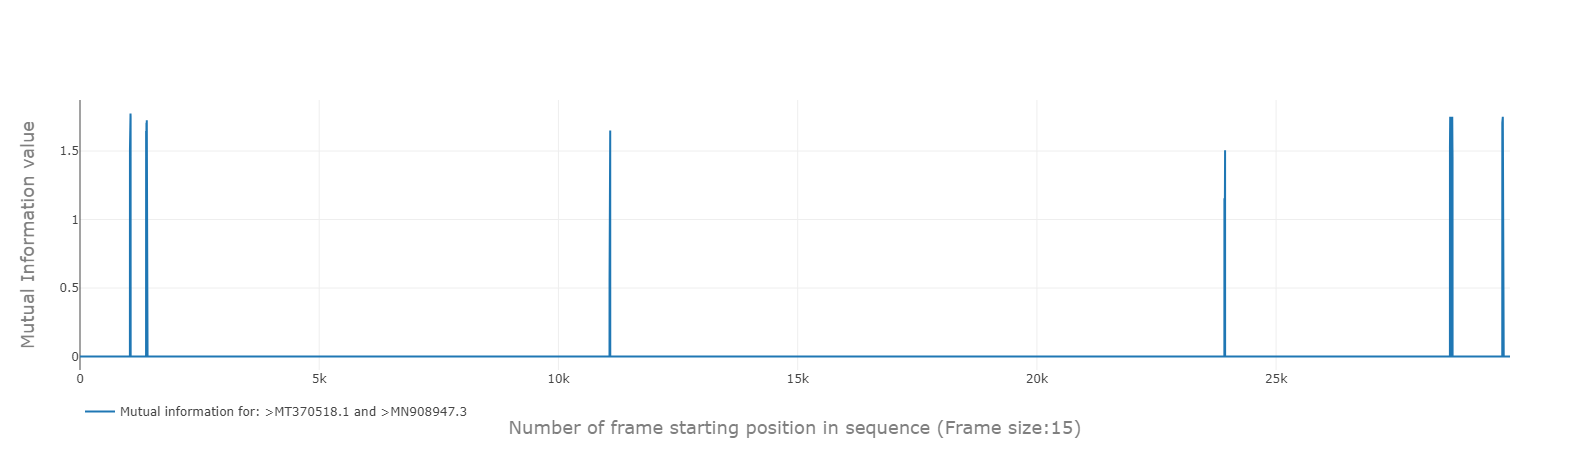 Mutual Information value
1.5
1
0.5
0
0
5k
10k
15k
20k
25k
Mutual information for: >MT370518.1 and >MN908947.3
Number of frame starting position in sequence (Frame size:15)